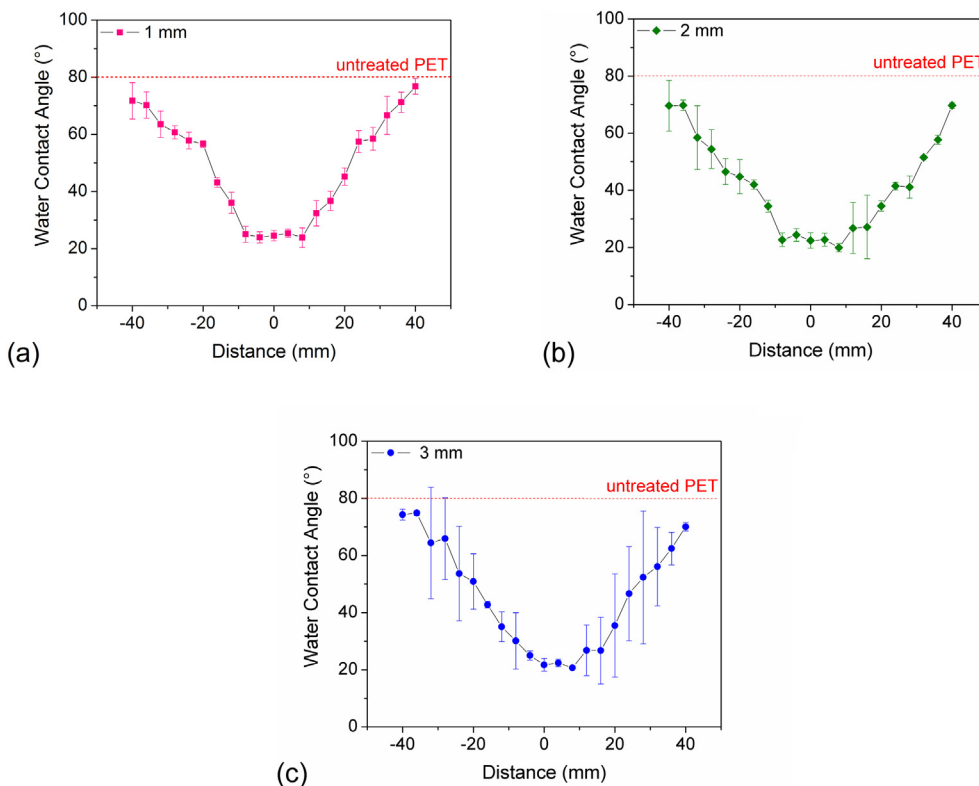 1 mm
untreated PET
100
80
60
40
20
0
Water Contact Angle (°)
-40 -20 0 20 40
Distance (mm)
(a)
2 mm
untreated PET
100
80
60
40
20
0
Water Contact Angle (°)
-40 -20 0 20 40
Distance (mm)
(b)
3 mm
untreated PET
100
80
60
40
20
0
Water Contact Angle (°)
-40 -20 0 20 40
Distance (mm)
(c)